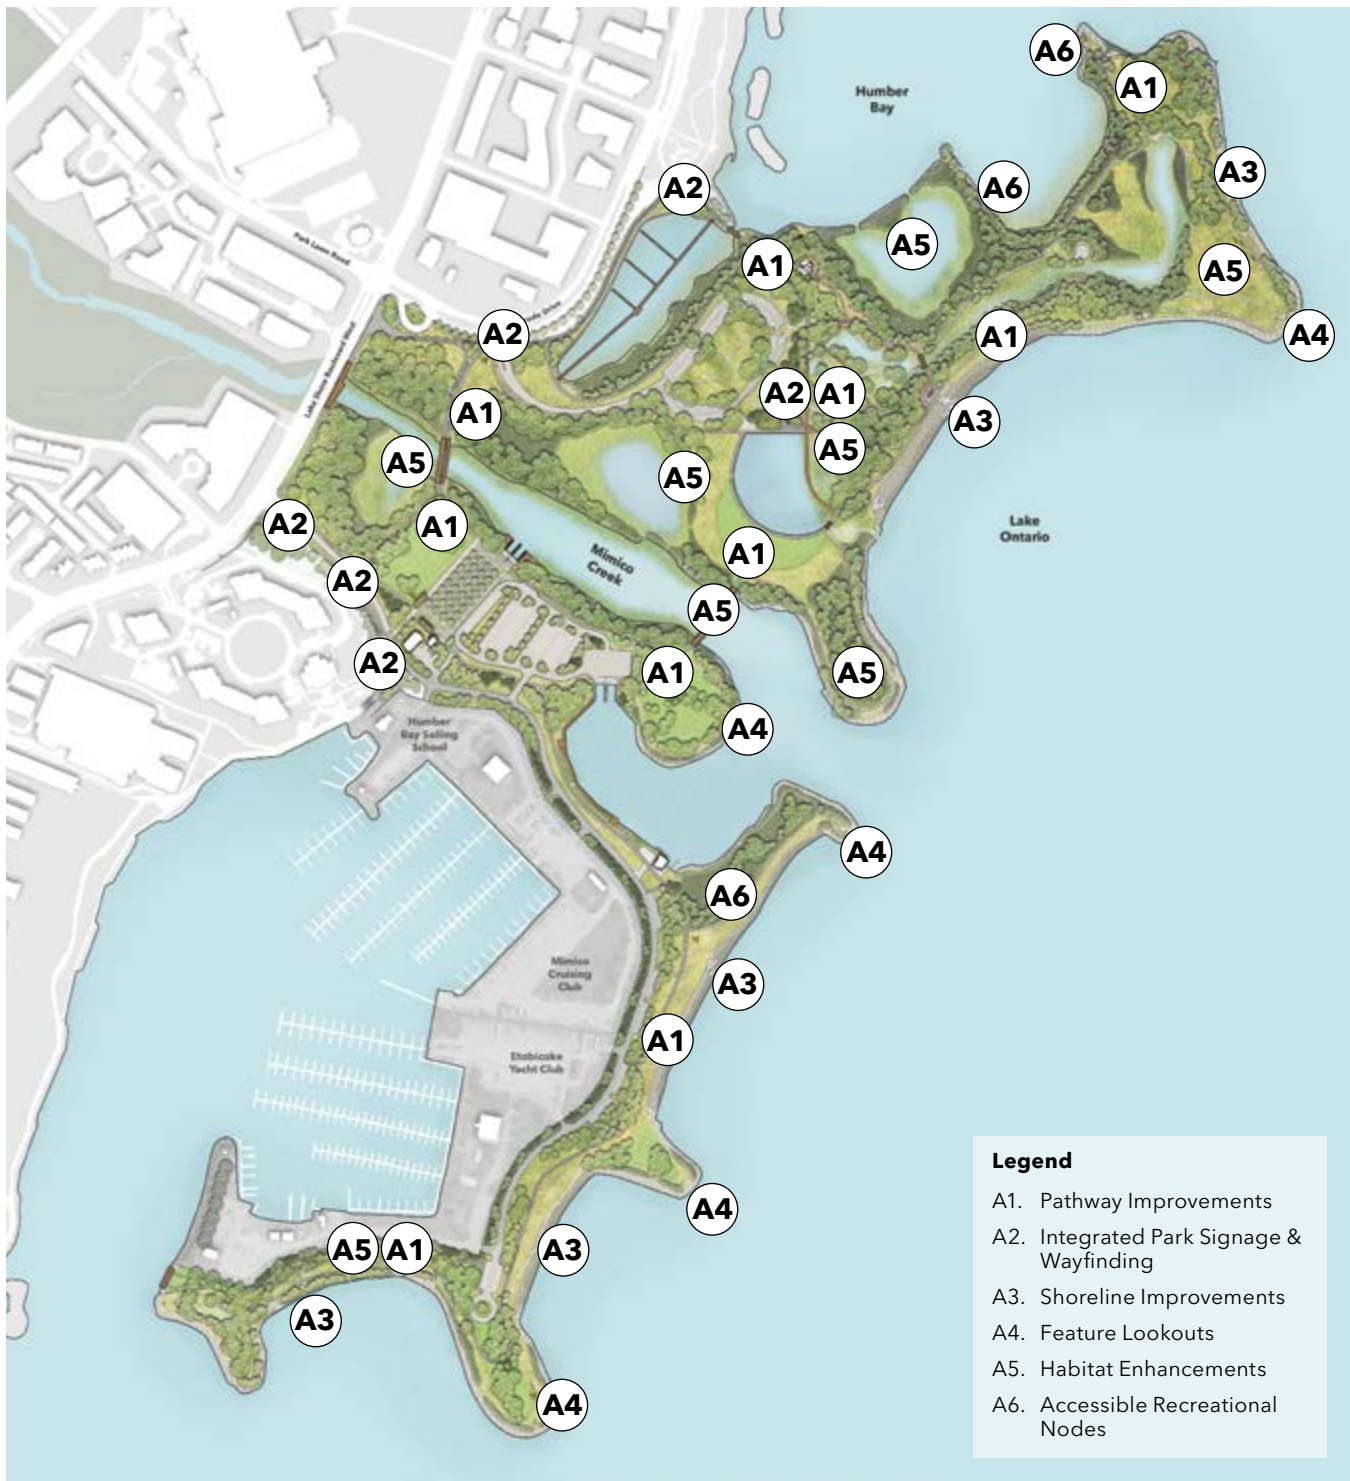 A6
A1
Humber
Bay
A3
A2
A6
A5
A1
A5
Park Lawn Road
A2
A1
A4
Lake Shore Boulevard West
A2
A1
A1
A3
A5
A5
A5
A2
A1
Lake
Ontario
A1
Mimico
Creek
A2
A5
A2
A1
A5
Humber
Bay Sailing
School
A4
A4
A6
Mimico
Cruising
Club
A3
A1
Etobicoke
Yacht Club
A4
A5
A1
A3
A3
A4
Legend
A1. Pathway Improvements
A2. Integrated Park Signage &
Wayfinding
A3. Shoreline Improvements
A4. Feature Lookouts
A5. Habitat Enhancements
A6. Accessible Recreational
Nodes